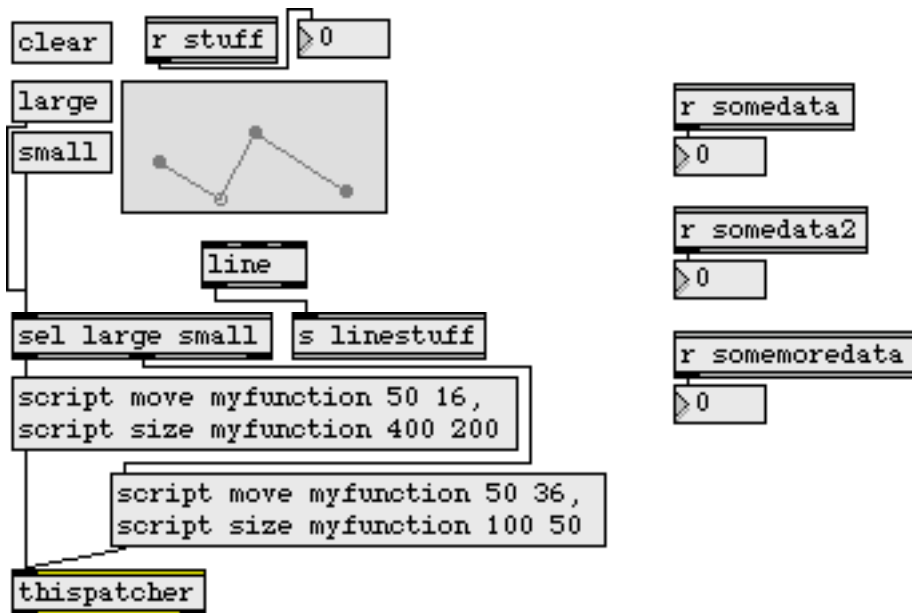 clear
r stuff
0
large
small
line
sel large small
s linestuff
script move myfunction 50 16,
script size myfunction 400 200
script move myfunction 50 36,
script size myfunction 100 50
thispatcher
r somedata
0
r somedata2
0
r somemoredata
0